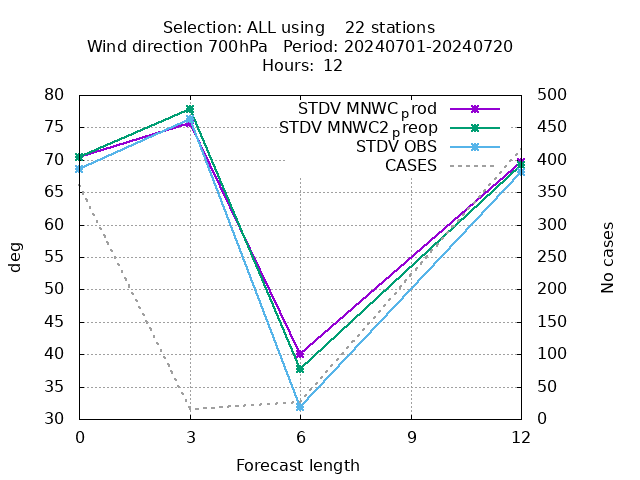 Selection: ALL using 22 stations
Wind direction 700hPa Period: 20240701-20240720
Hours: 12
80
75
70
65
60
55
50
45
40
35
30
500
450
400
350
300
250
200
150
100
50
0
STDV MNWCprod
STDV MNWC2preop
STDV OBS
CASES
deg
No cases
0 3 6 9 12
Forecast length